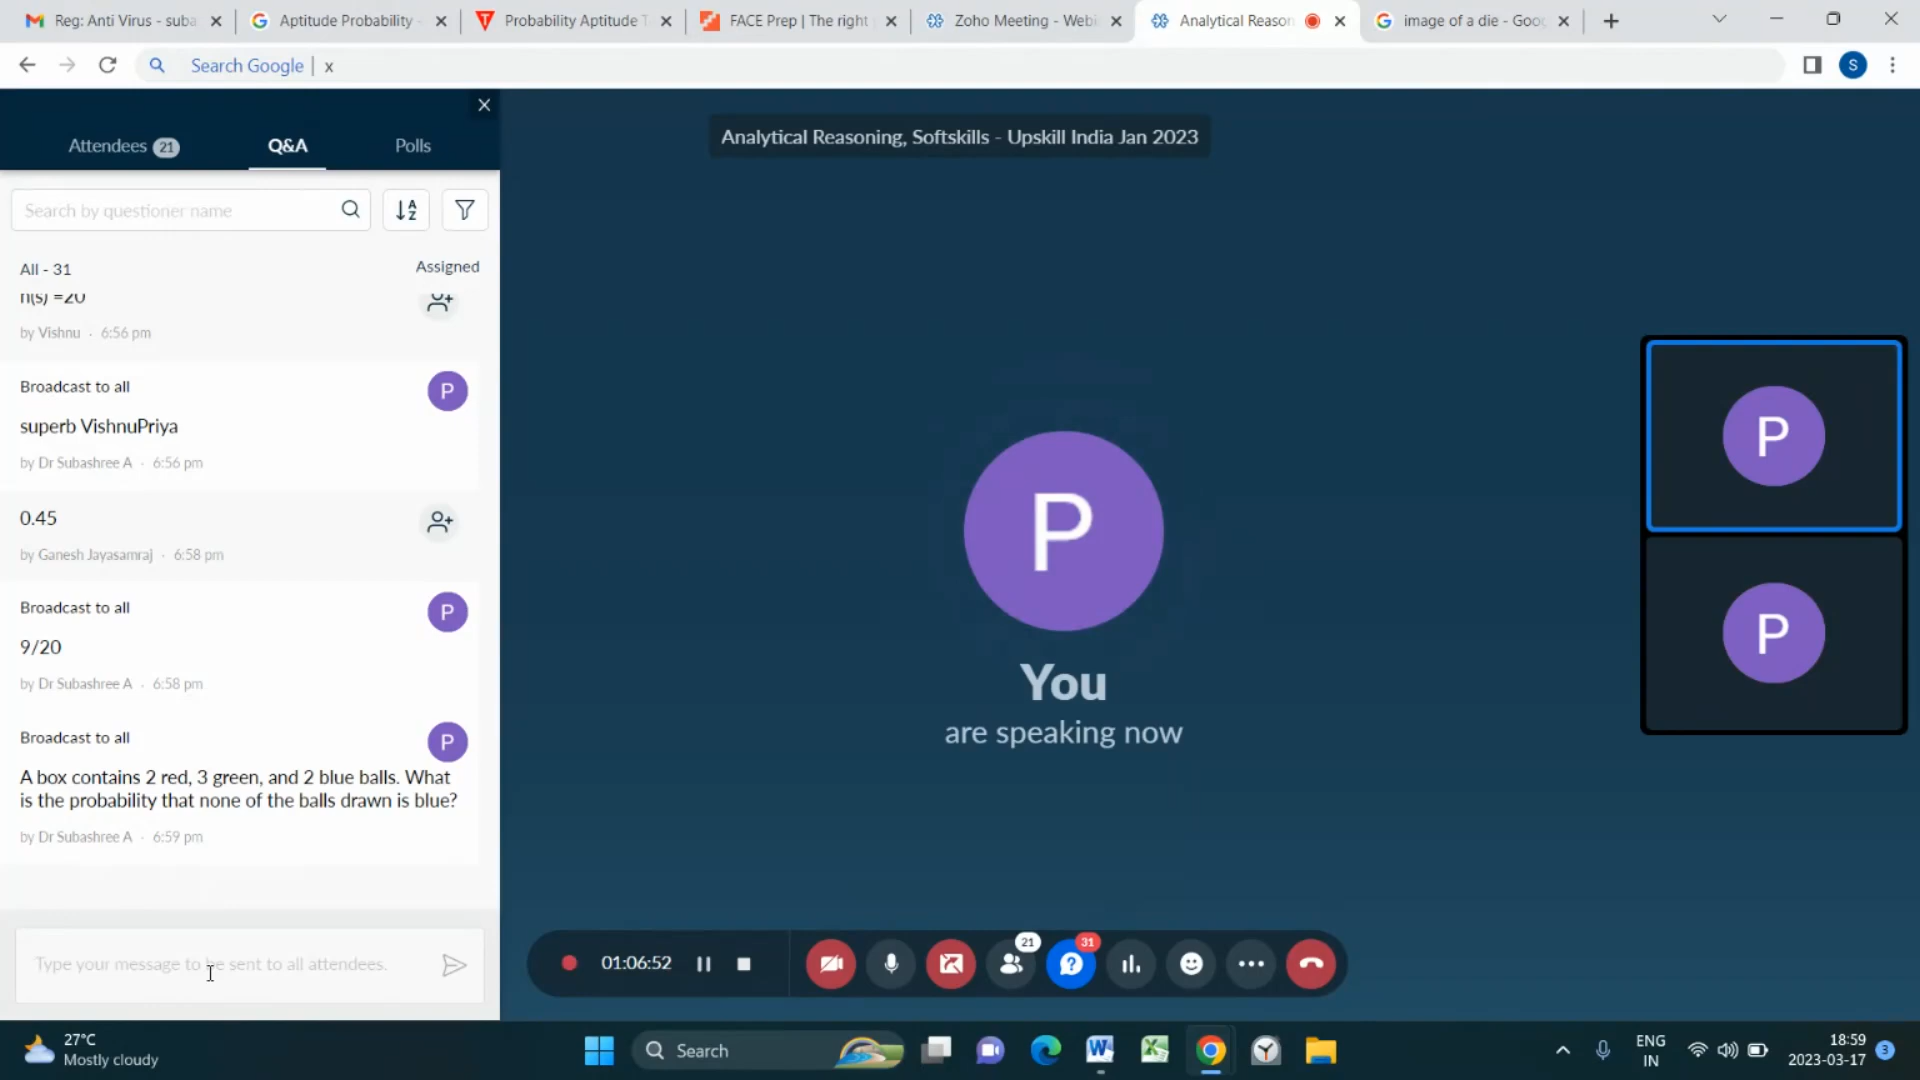 Reg: Anti Virus - suba
Aptitude Probability -
Probability Aptitude T
FACE Prep | The right
Zoho Meeting - Webi
Analytical Reason
image of a die - Goog
Search Google | x
S
Attendees 21
Q&A
Polls
Analytical Reasoning, Softskills - Upskill India Jan 2023
Search by questioner name
All - 31
Assigned
n(s) =20
by Vishnu · 6:56 pm
Broadcast to all
P
superb VishnuPriya
by Dr Subashree A · 6:56 pm
0.45
by Ganesh Jayasamraj · 6:58 pm
Broadcast to all
P
9/20
by Dr Subashree A · 6:58 pm
Broadcast to all
P
A box contains 2 red, 3 green, and 2 blue balls. What
is the probability that none of the balls drawn is blue?
by Dr Subashree A · 6:59 pm
Type your message to be sent to all attendees.
P
You
are speaking now
P
P
01:06:52
21
31
27°C
Mostly cloudy
Search
ENG
IN
18:59
2023-03-17
3